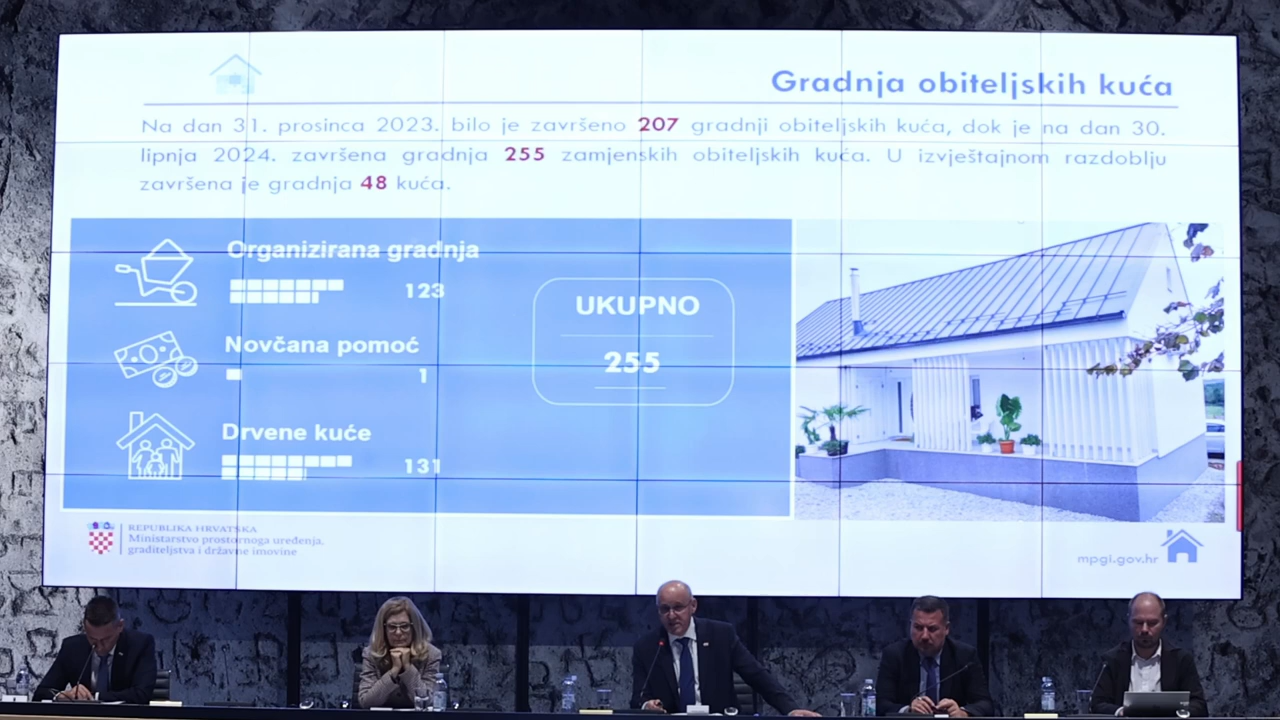 Gradnja obiteljskih kuća
Na dan 31. prosinca 2023. bilo je završeno 207 gradnji obiteljskih kuća, dok je na dan 30.
lipnja 2024. završena gradnja 255 zamjenskih obiteljskih kuća. U izvještajnom razdoblju
završena je gradnja 48 kuća.
Organizirana gradnja
123
Novčana pomoć
1
Drvene kuće
131
UKUPNO
255
REPUBLIKA HRVATSKA
Ministarstvo prostornoga uređenja,
graditeljstva i državne imovine
mpgi.gov.hr